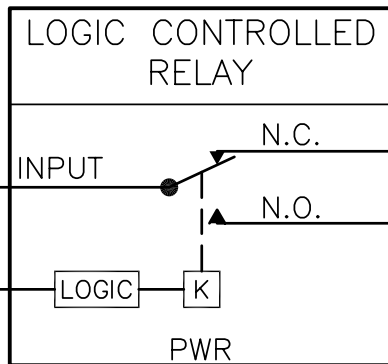 LOGIC CONTROLLED
RELAY
N.C.
INPUT
N.O.
LOGIC
K
PWR